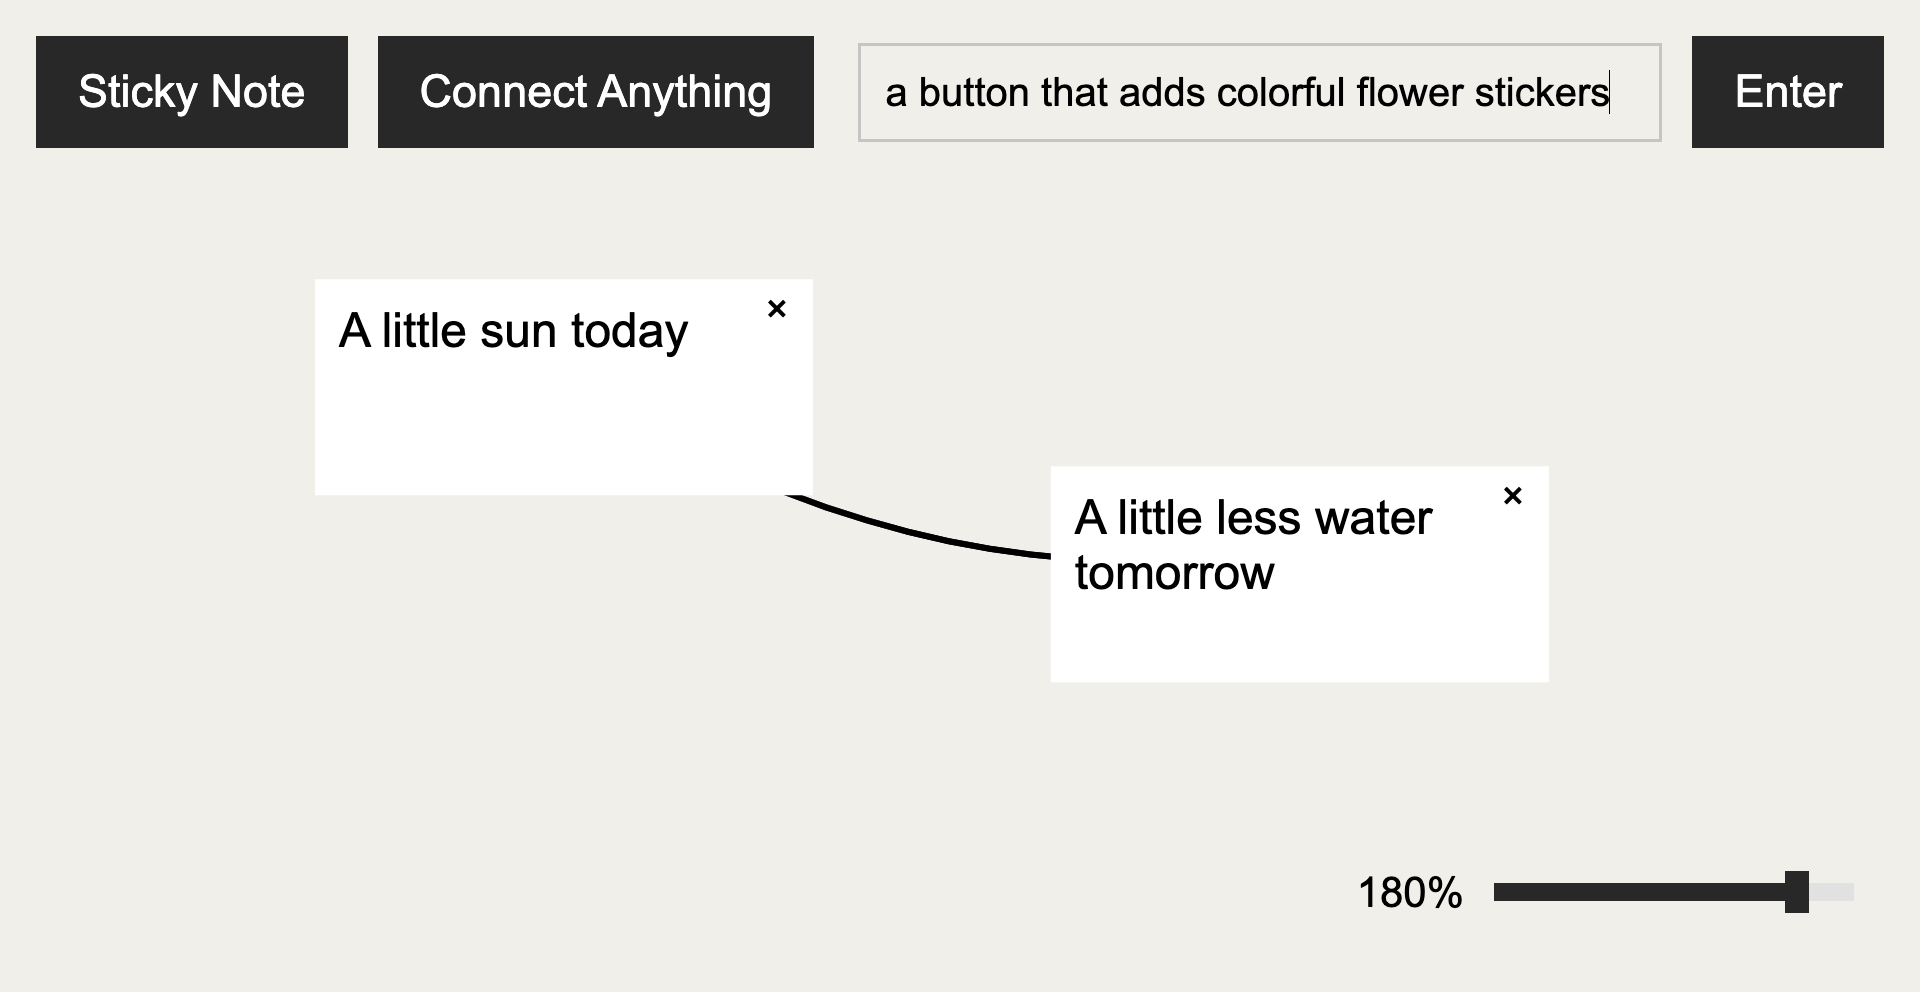 Sticky Note
Connect Anything
a button that adds colorful flower stickers
Enter
A little sun today
×
A little less water
tomorrow
×
180%